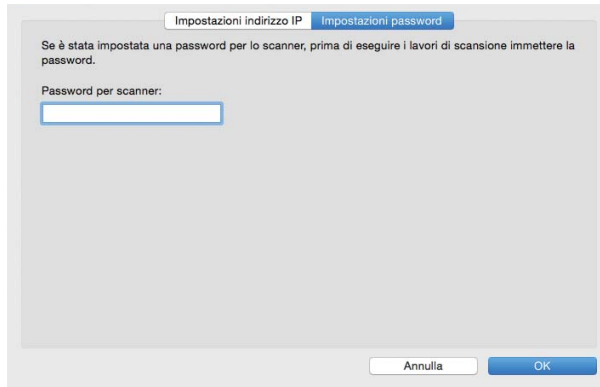 Impostazioni indirizzo IP Impostazioni password
Se è stata impostata una password per lo scanner, prima di eseguire i lavori di scansione immettere la
password.
Password per scanner:
Annulla OK